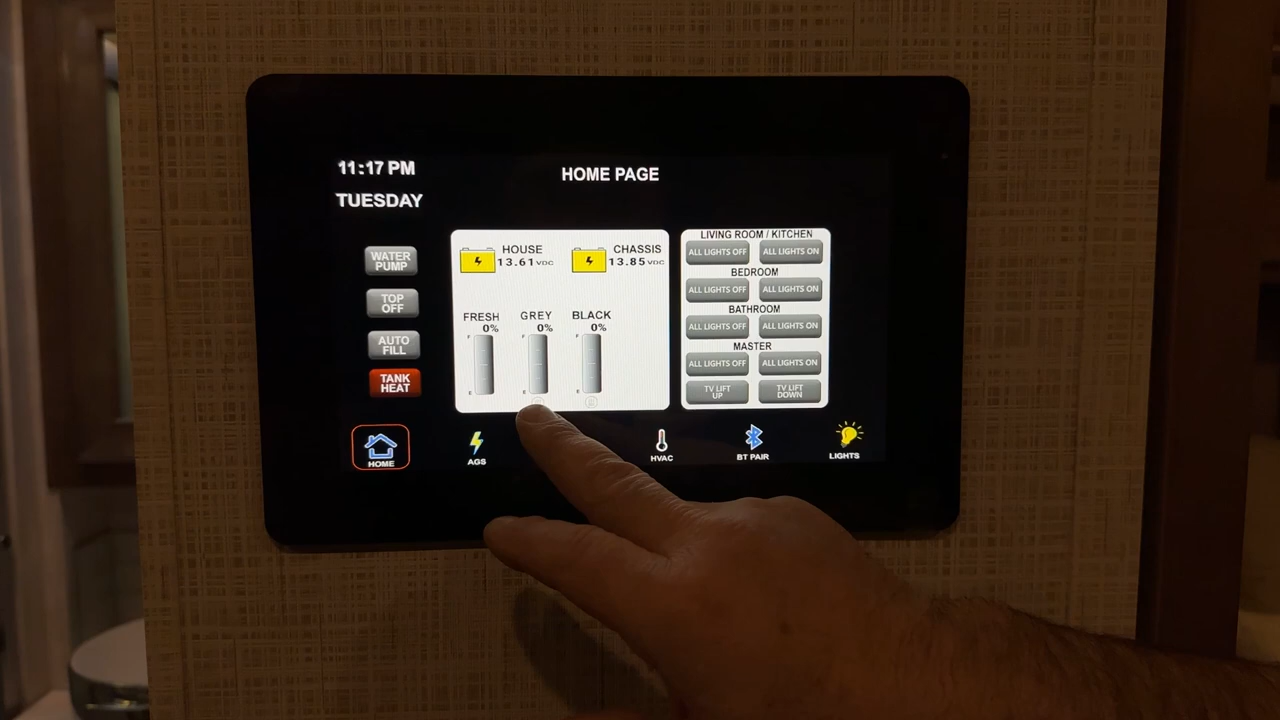 11:17 PM
TUESDAY
HOME PAGE
WATER
PUMP
TOP
OFF
AUTO
FILL
TANK
HEAT
HOUSE
13.61 VDC
CHASSIS
13.85 VDC
FRESH
0%
F
E
GREY
0%
F
E
BLACK
0%
F
E
LIVING ROOM / KITCHEN
ALL LIGHTS OFF
ALL LIGHTS ON
BEDROOM
ALL LIGHTS OFF
ALL LIGHTS ON
BATHROOM
ALL LIGHTS OFF
ALL LIGHTS ON
MASTER
ALL LIGHTS OFF
ALL LIGHTS ON
TV LIFT
UP
TV LIFT
DOWN
HOME
AGS
HVAC
BT PAIR
LIGHTS